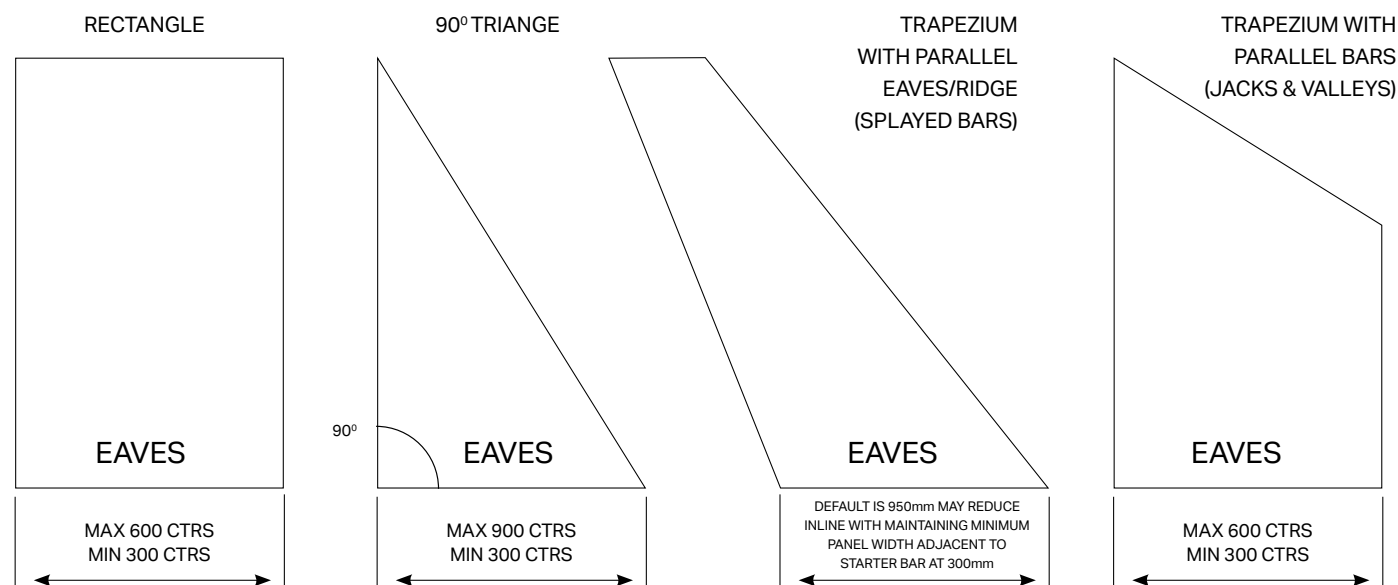 RECTANGLE
90⁰ TRIANGLE
TRAPEZIUM
WITH PARALLEL
EAVES/RIDGE
(SPLAYED BARS)
TRAPEZIUM WITH
PARALLEL BARS
(JACKS & VALLEYS)
90⁰
EAVES
EAVES
EAVES
EAVES
MAX 600 CTRS
MIN 300 CTRS
MAX 900 CTRS
MIN 300 CTRS
DEFAULT IS 950mm MAY REDUCE
INLINE WITH MAINTAINING MINIMUM
PANEL WIDTH ADJACENT TO
STARTER BAR AT 300mm
MAX 600 CTRS
MIN 300 CTRS